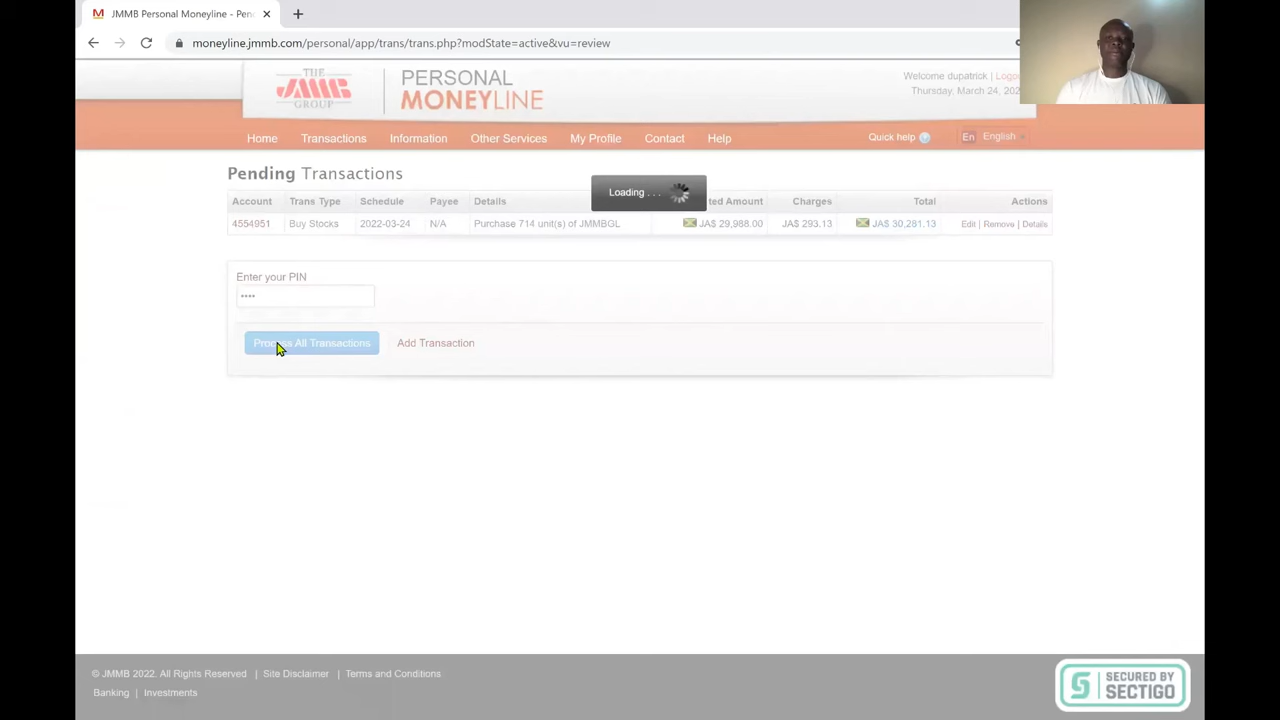 JMMB Personal Moneyline - Pend
moneyline.jmmb.com/personal/app/trans/trans.php?modState=active&vu=review
THE JMMB GROUP
PERSONAL MONEYLINE
Welcome dupatrick | Logou
Thursday, March 24, 202
Home Transactions Information Other Services My Profile Contact Help Quick help En English
Pending Transactions
Loading . . .
Account Trans Type Schedule Payee Details ted Amount Charges Total Actions
4554951 Buy Stocks 2022-03-24 N/A Purchase 714 unit(s) of JMMBGL JA$ 29,988.00 JA$ 293.13 JA$ 30,281.13 Edit | Remove | Details
Enter your PIN
••••
Process All Transactions Add Transaction
© JMMB 2022. All Rights Reserved | Site Disclaimer | Terms and Conditions
Banking | Investments
SECURED BY
SECTIGO